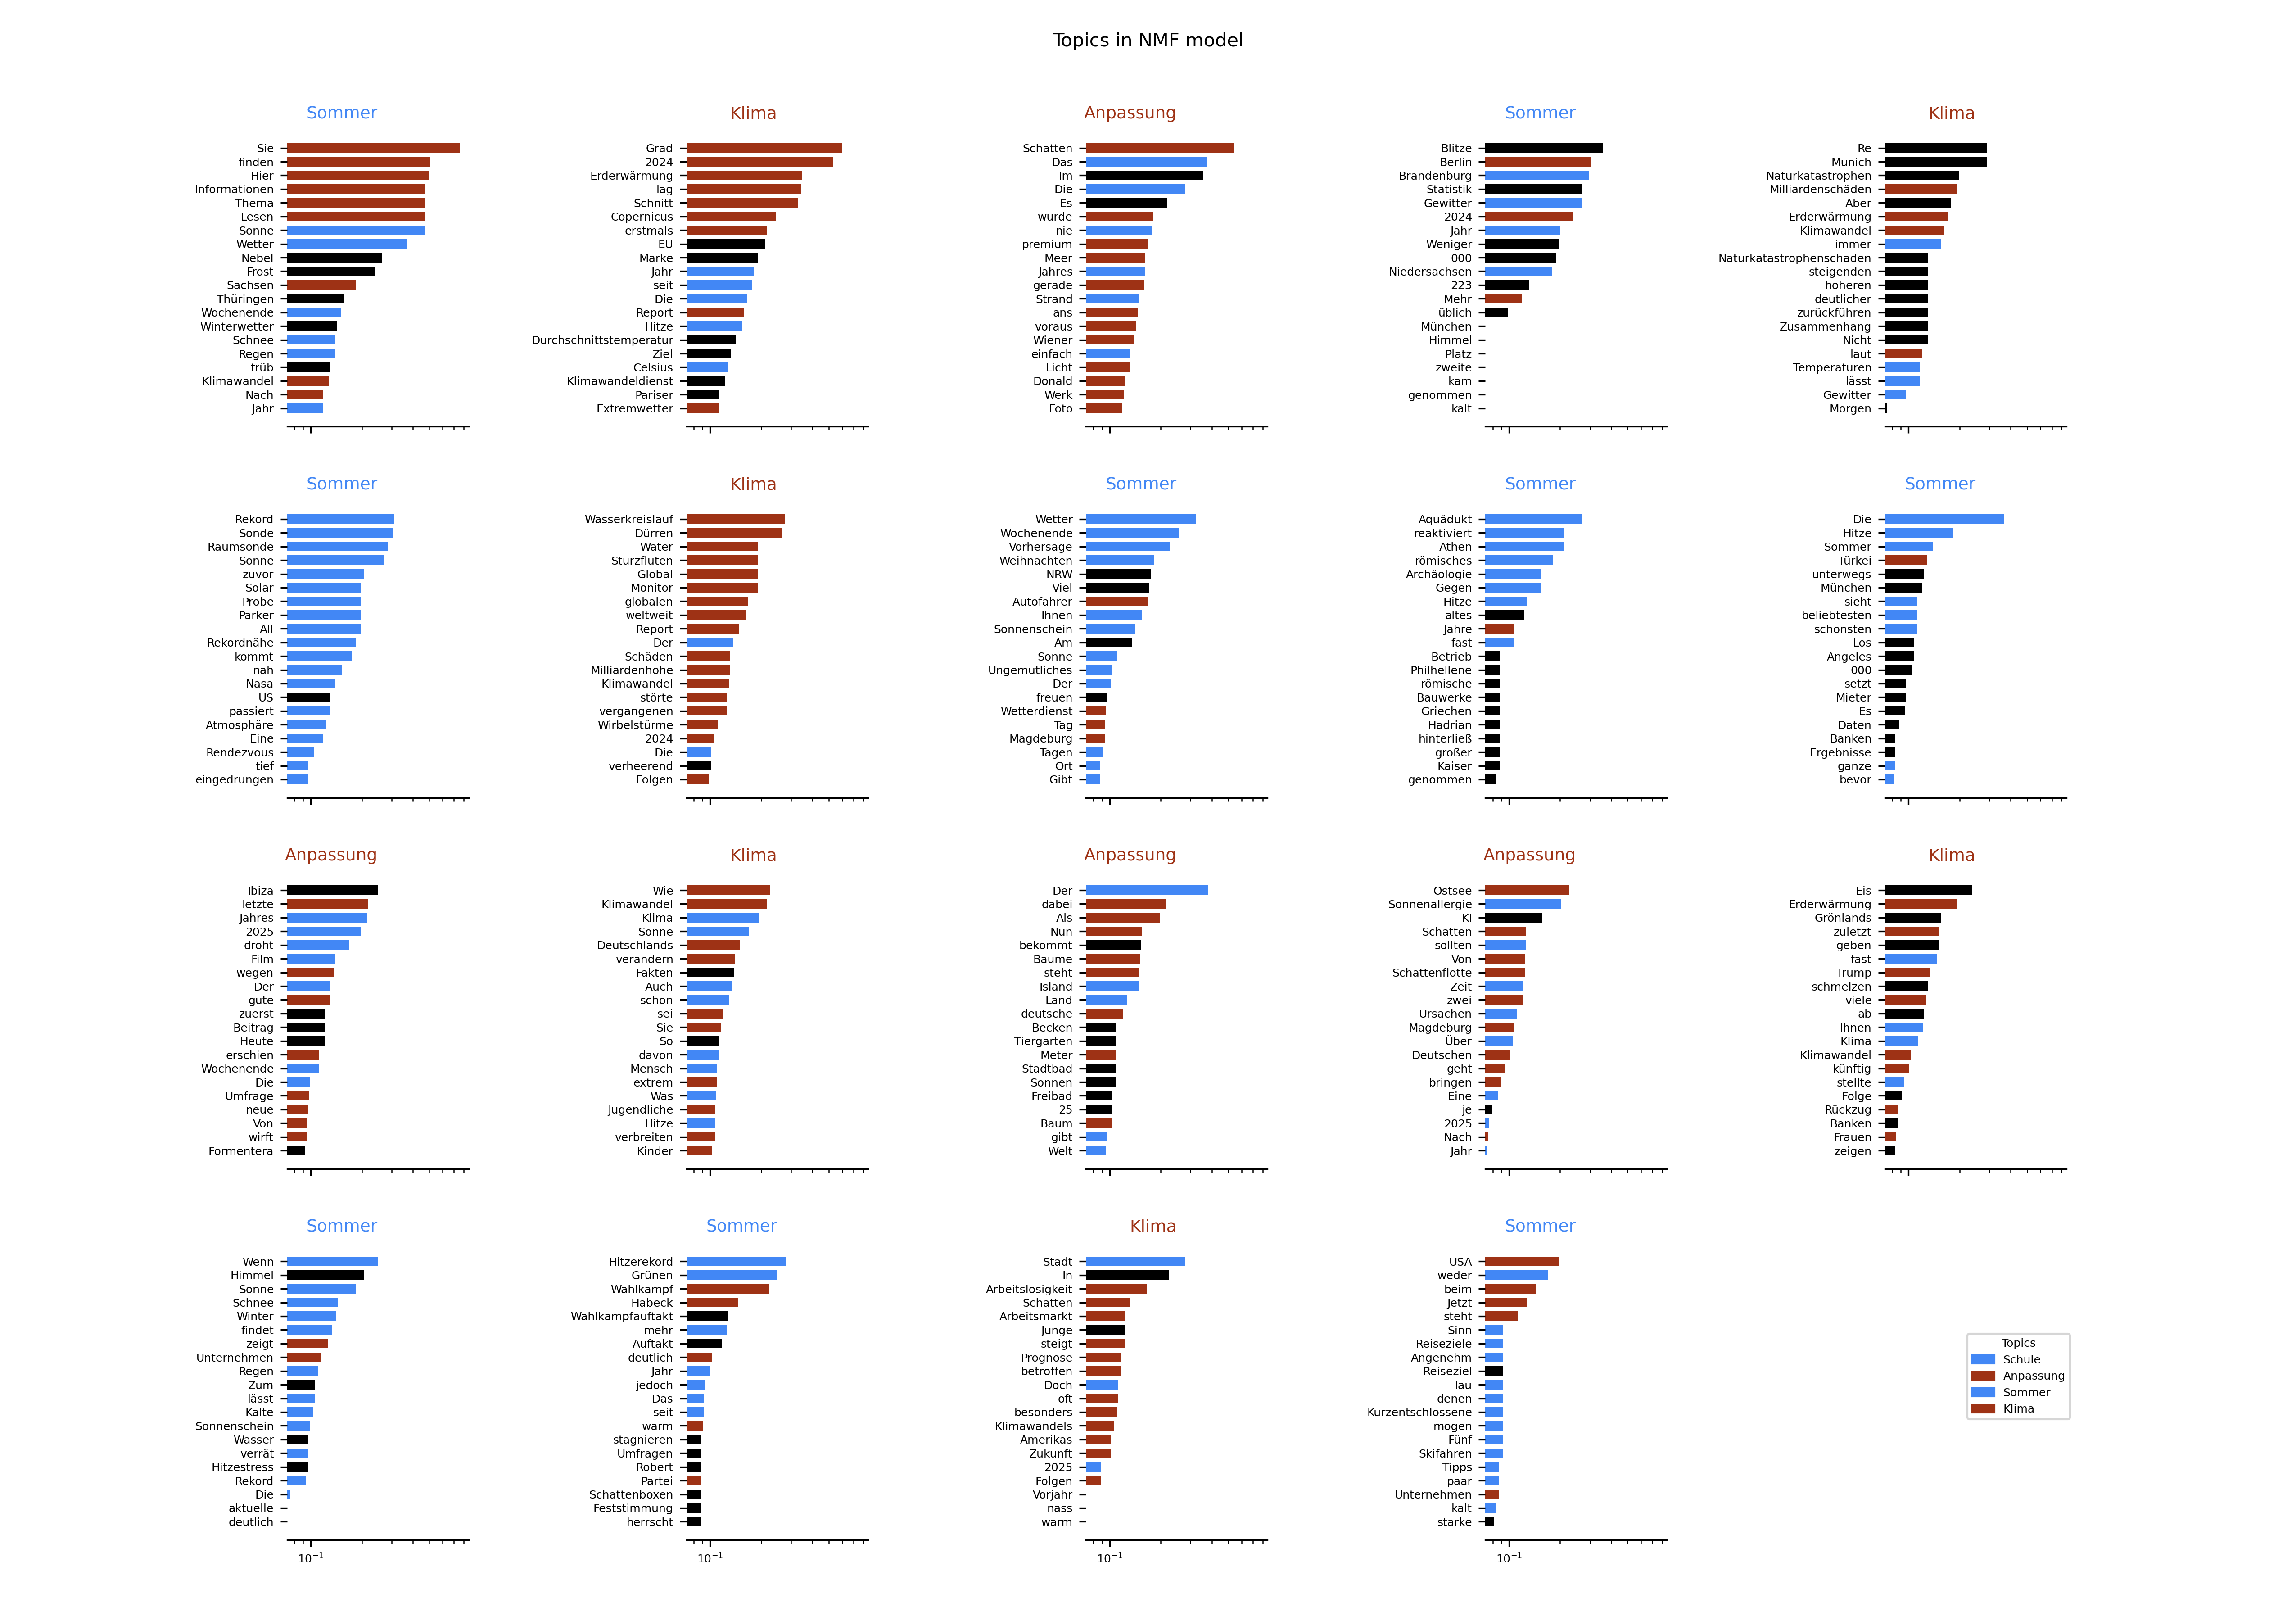 Topics in NMF model
Sommer
Sie
finden
Hier
Informationen
Thema
Lesen
Sonne
Wetter
Nebel
Frost
Sachsen
Thüringen
Wochenende
Winterwetter
Schnee
Regen
trüb
Klimawandel
Nach
Jahr
Klima
Grad
2024
Erderwärmung
lag
Schnitt
Copernicus
erstmals
EU
Marke
Jahr
seit
Die
Report
Hitze
Durchschnittstemperatur
Ziel
Celsius
Klimawandeldienst
Pariser
Extremwetter
Anpassung
Schatten
Das
Im
Die
Es
wurde
nie
premium
Meer
Jahres
gerade
Strand
ans
voraus
Wiener
einfach
Licht
Donald
Werk
Foto
Sommer
Blitze
Berlin
Brandenburg
Statistik
Gewitter
2024
Jahr
Weniger
000
Niedersachsen
223
Mehr
üblich
München
Himmel
Platz
zweite
kam
genommen
kalt
Klima
Re
Munich
Naturkatastrophen
Milliardenschäden
Aber
Erderwärmung
Klimawandel
immer
Naturkatastrophenschäden
steigenden
höheren
deutlicher
zurückführen
Zusammenhang
Nicht
laut
Temperaturen
lässt
Gewitter
Morgen
Sommer
Rekord
Sonde
Raumsonde
Sonne
zuvor
Solar
Probe
Parker
All
Rekordnähe
kommt
nah
Nasa
US
passiert
Atmosphäre
Eine
Rendezvous
tief
eingedrungen
Klima
Wasserkreislauf
Dürren
Water
Sturzfluten
Global
Monitor
globalen
weltweit
Report
Der
Schäden
Milliardenhöhe
Klimawandel
störte
vergangenen
Wirbelstürme
2024
Die
verheerend
Folgen
Sommer
Wetter
Wochenende
Vorhersage
Weihnachten
NRW
Viel
Autofahrer
Ihnen
Sonnenschein
Am
Sonne
Ungemütliches
Der
freuen
Wetterdienst
Tag
Magdeburg
Tagen
Ort
Gibt
Sommer
Aquädukt
reaktiviert
Athen
römisches
Archäologie
Gegen
Hitze
altes
Jahre
fast
Betrieb
Philhellene
römische
Bauwerke
Griechen
Hadrian
hinterließ
großer
Kaiser
genommen
Sommer
Die
Hitze
Sommer
Türkei
unterwegs
München
sieht
beliebtesten
schönsten
Los
Angeles
000
setzt
Mieter
Es
Daten
Banken
Ergebnisse
ganze
bevor
Anpassung
Ibiza
letzte
Jahres
2025
droht
Film
wegen
Der
gute
zuerst
Beitrag
Heute
erschien
Wochenende
Die
Umfrage
neue
Von
wirft
Formentera
Klima
Wie
Klimawandel
Klima
Sonne
Deutschlands
verändern
Fakten
Auch
schon
sei
Sie
So
davon
Mensch
extrem
Was
Jugendliche
Hitze
verbreiten
Kinder
Anpassung
Der
dabei
Als
Nun
bekommt
Bäume
steht
Island
Land
deutsche
Becken
Tiergarten
Meter
Stadtbad
Sonnen
Freibad
25
Baum
gibt
Welt
Anpassung
Ostsee
Sonnenallergie
KI
Schatten
sollten
Von
Schattenflotte
Zeit
zwei
Ursachen
Magdeburg
Über
Deutschen
geht
bringen
Eine
je
2025
Nach
Jahr
Klima
Eis
Erderwärmung
Grönlands
zuletzt
geben
fast
Trump
schmelzen
viele
ab
Ihnen
Klima
Klimawandel
künftig
stellte
Folge
Rückzug
Banken
Frauen
zeigen
Sommer
Wenn
Himmel
Sonne
Schnee
Winter
findet
zeigt
Unternehmen
Regen
Zum
lässt
Kälte
Sonnenschein
Wasser
verrät
Hitzestress
Rekord
Die
aktuelle
deutlich
10⁻¹
Sommer
Hitzerekord
Grünen
Wahlkampf
Habeck
Wahlkampfauftakt
mehr
Auftakt
deutlich
Jahr
jedoch
Das
seit
warm
stagnieren
Umfragen
Robert
Partei
Schattenboxen
Feststimmung
herrscht
10⁻¹
Klima
Stadt
In
Arbeitslosigkeit
Schatten
Arbeitsmarkt
Junge
steigt
Prognose
betroffen
Doch
oft
besonders
Klimawandels
Amerikas
Zukunft
2025
Folgen
Vorjahr
nass
warm
10⁻¹
Sommer
USA
weder
beim
Jetzt
steht
Sinn
Reiseziele
Angenehm
Reiseziel
lau
denen
Kurzentschlossene
mögen
Fünf
Skifahren
Tipps
paar
Unternehmen
kalt
starke
10⁻¹
Topics
Schule
Anpassung
Sommer
Klima